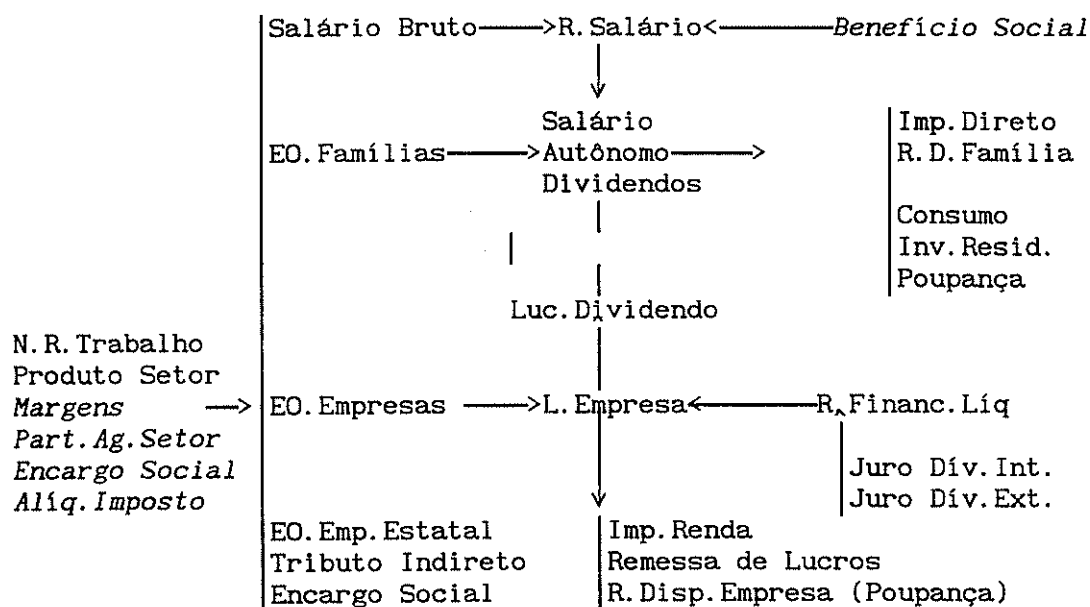 Salário Bruto R.Salário Benefício Social
Salário Imp.Direto
EO.Famílias Autônomo R.D.Família
Dividendos
Consumo
Inv.Resid.
Poupança
Luc.Dividendo
N.R.Trabalho
Produto Setor
Margens EO.Empresas L.Empresa R.Financ.Líq
Part.Ag.Setor
Encargo Social Juro Dív.Int.
Alíq.Imposto Juro Dív.Ext.
EO.Emp.Estatal Imp.Renda
Tributo Indireto Remessa de Lucros
Encargo Social R.Disp.Empresa (Poupança)